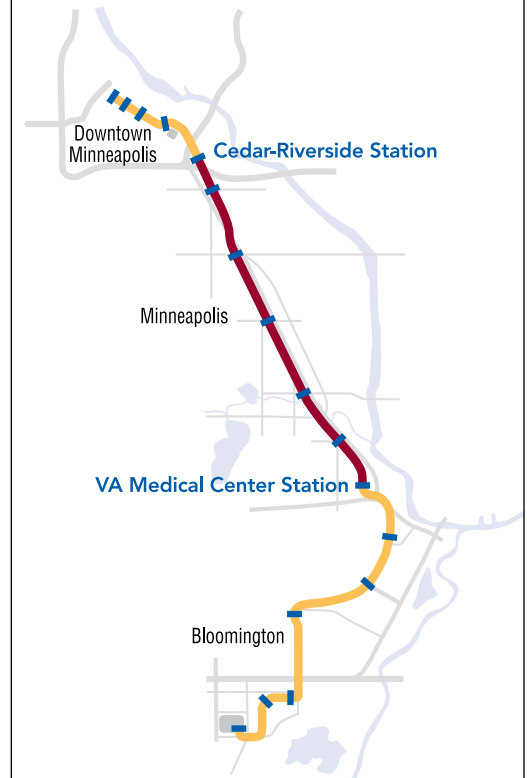 Downtown
Minneapolis
Cedar-Riverside Station
Minneapolis
VA Medical Center Station
Bloomington